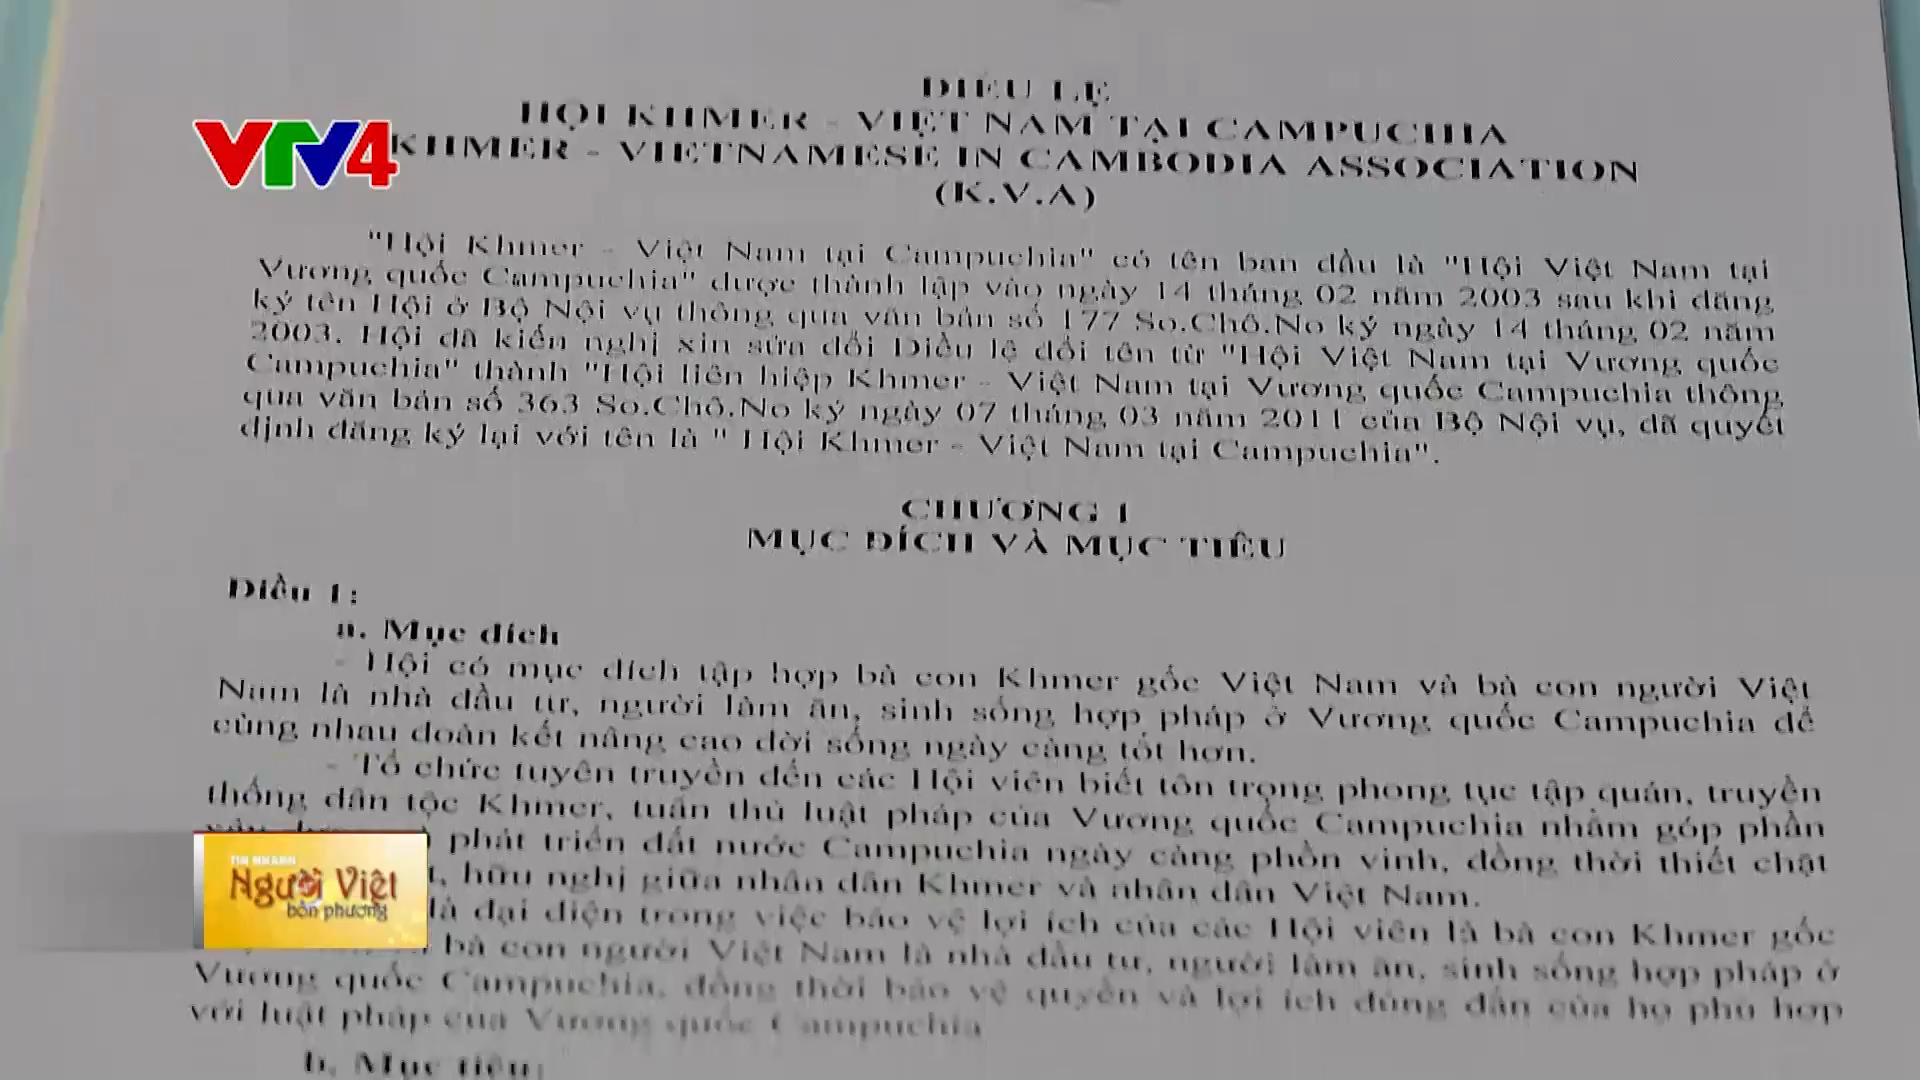 ĐIỀU LỆ
HỘI KHMER - VIỆT NAM TẠI CAMPUCHIA
KHMER - VIETNAMESE IN CAMBODIA ASSOCIATION
(K.V.A)
VTV4
"Hội Khmer - Việt Nam tại Campuchia" có tên ban đầu là "Hội Việt Nam tại
Vương quốc Campuchia" được thành lập vào ngày 14 tháng 02 năm 2003 sau khi đăng
ký tên Hội ở Bộ Nội vụ thông qua văn bản số 177 So.Chô.No ký ngày 14 tháng 02 năm
2003. Hội đã kiến nghị xin sửa đổi Điều lệ đổi tên từ "Hội Việt Nam tại Vương quốc
Campuchia" thành "Hội liên hiệp Khmer - Việt Nam tại Vương quốc Campuchia thông
qua văn bản số 363 So.Chô.No ký ngày 07 tháng 03 năm 2011 của Bộ Nội vụ, đã quyết
định đăng ký lại với tên là " Hội Khmer - Việt Nam tại Campuchia".
CHƯƠNG 1
MỤC ĐÍCH VÀ MỤC TIÊU
Điều 1:
a. Mục đích
- Hội có mục đích tập hợp bà con Khmer gốc Việt Nam và bà con người Việt
Nam là nhà đầu tư, người làm ăn, sinh sống hợp pháp ở Vương quốc Campuchia để
cùng nhau đoàn kết nâng cao đời sống ngày càng tốt hơn.
- Tổ chức tuyên truyền đến các Hội viên biết tôn trọng phong tục tập quán, truyền
thống dân tộc Khmer, tuân thủ luật pháp của Vương quốc Campuchia nhằm góp phần
phát triển đất nước Campuchia ngày càng phồn vinh, đồng thời thiết chặt
hữu nghị giữa nhân dân Khmer và nhân dân Việt Nam.
là đại diện trong việc bảo vệ lợi ích của các Hội viên là bà con Khmer gốc
bà con người Việt Nam là nhà đầu tư, người làm ăn, sinh sống hợp pháp ở
Vương quốc Campuchia, đồng thời bảo vệ quyền và lợi ích đúng đắn của họ phù hợp
với luật pháp của Vương quốc Campuchia
b. Mục tiêu:
TIN NHANH
Người Việt
bốn phương